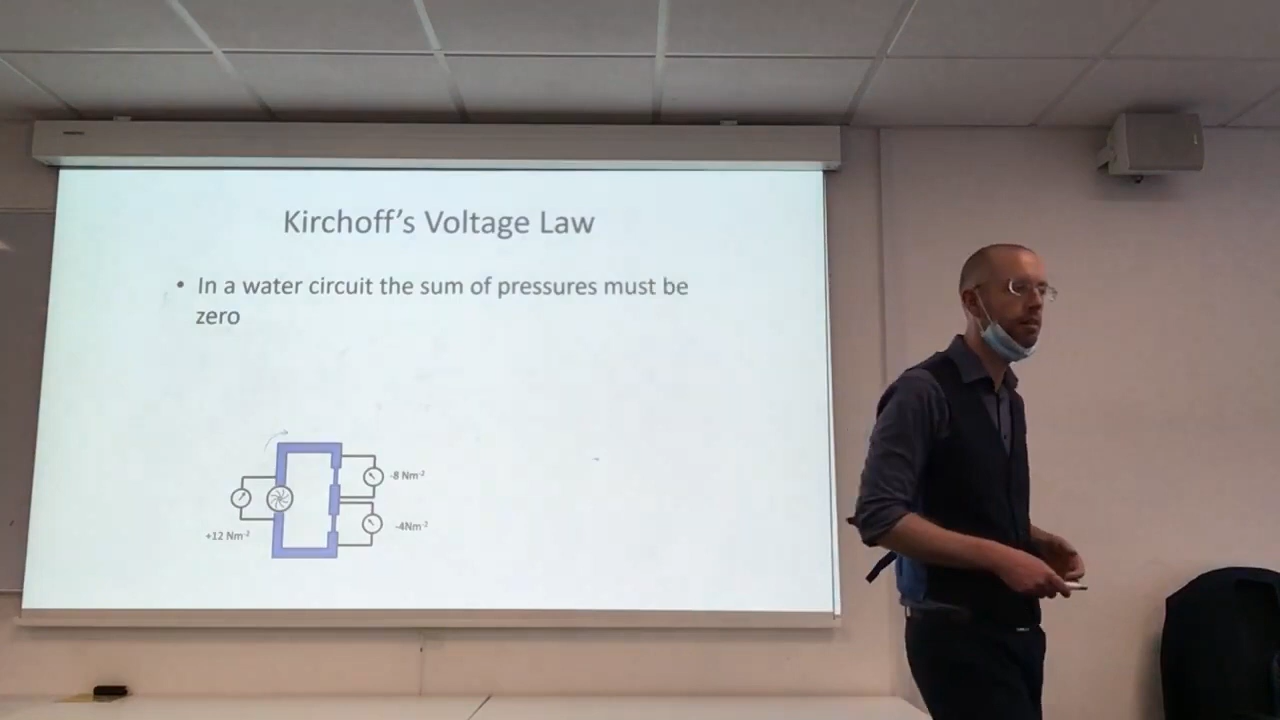 Kirchoff's Voltage Law
• In a water circuit the sum of pressures must be
zero
-8 Nm⁻²
+12 Nm⁻²
-4Nm⁻²